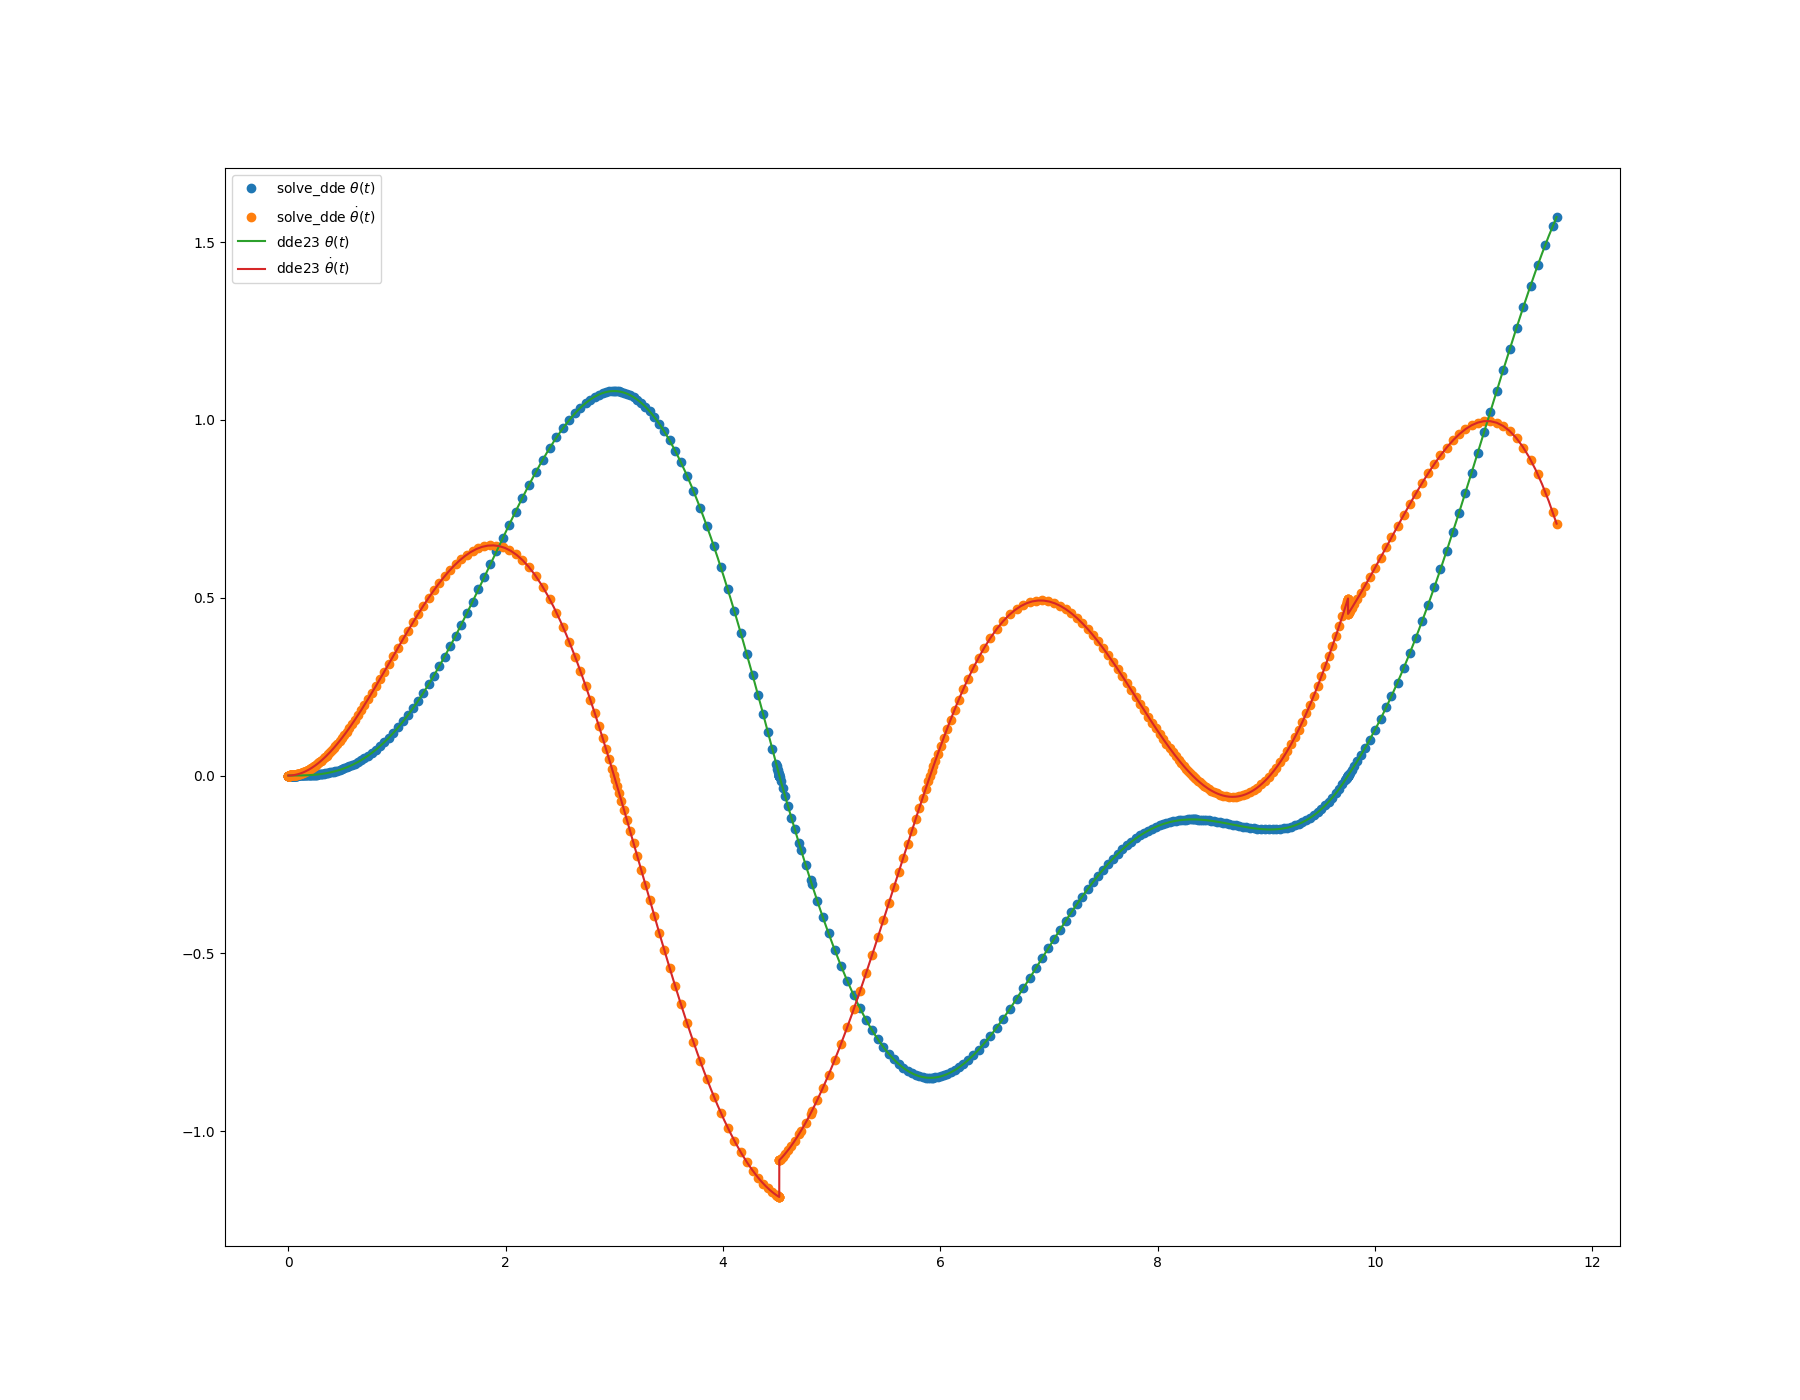 solve_dde θ(t)
solve_dde θ̇(t)
dde23 θ(t)
dde23 θ̇(t)
1.5
1.0
0.5
0.0
−0.5
−1.0
0 2 4 6 8 10 12